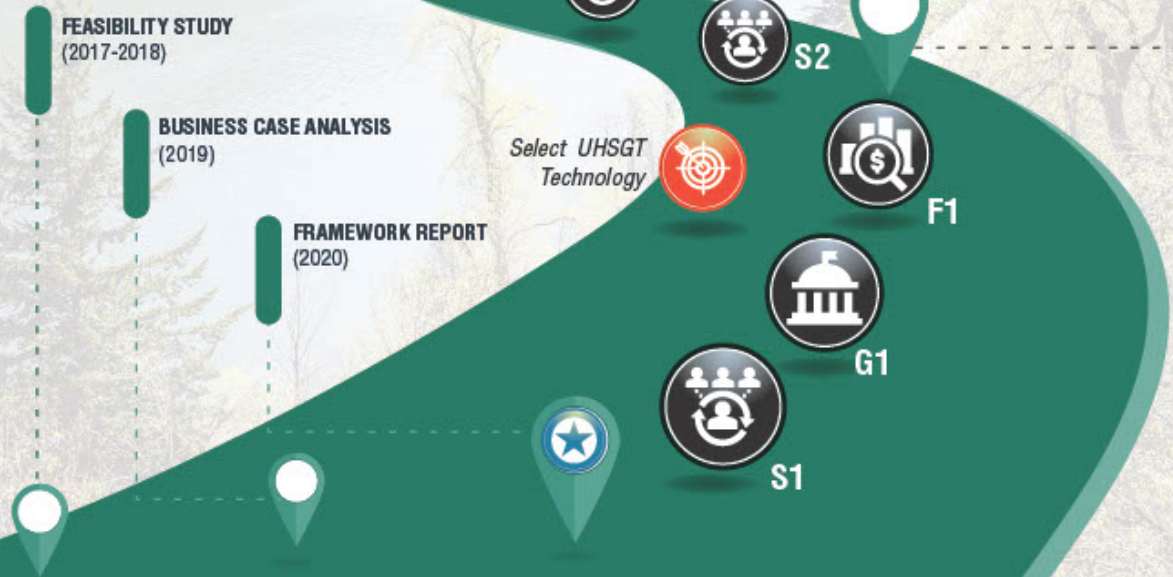 FEASIBILITY STUDY
(2017-2018)
BUSINESS CASE ANALYSIS
(2019)
FRAMEWORK REPORT
(2020)
Select UHSGT
Technology
S2
F1
G1
S1
$